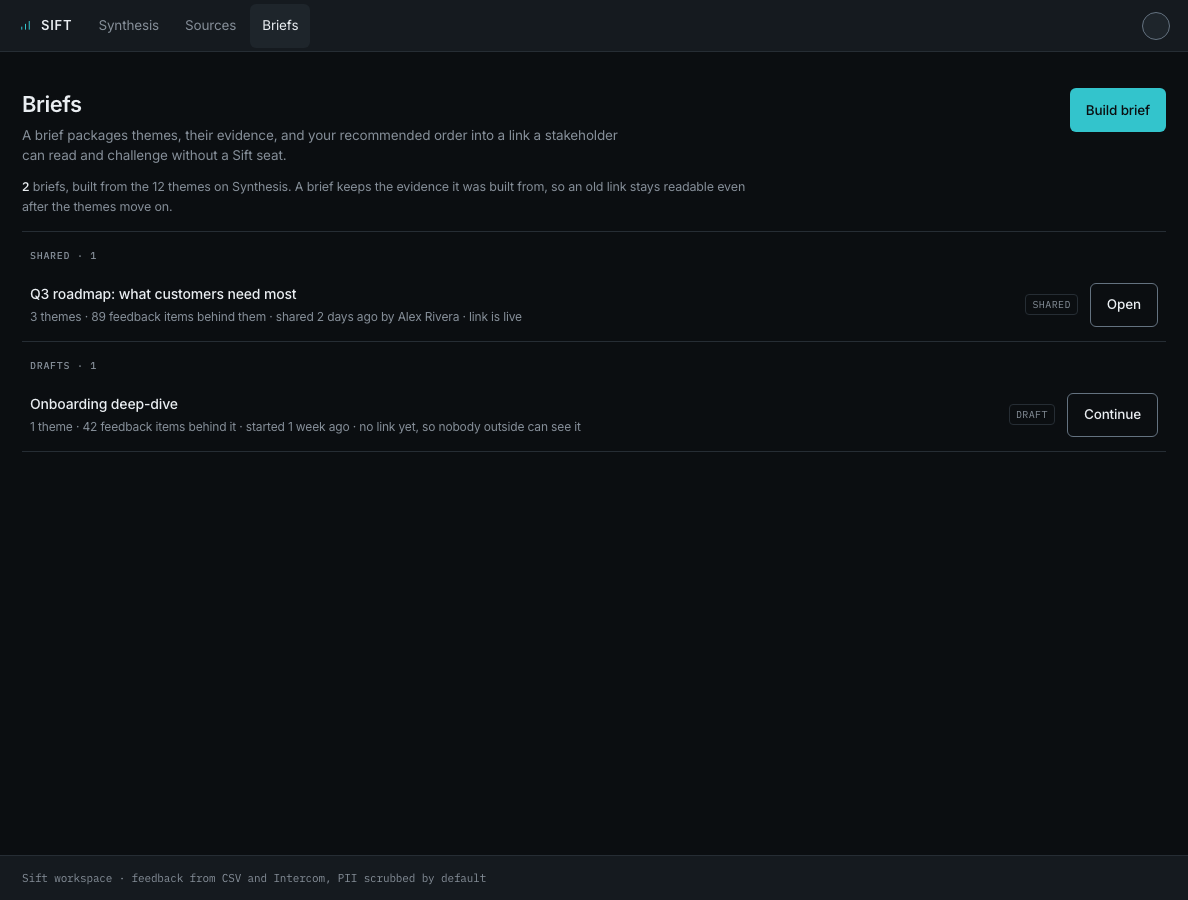 SIFT
Synthesis
Sources
Briefs
Briefs
Build brief
A brief packages themes, their evidence, and your recommended order into a link a stakeholder
can read and challenge without a Sift seat.
2 briefs, built from the 12 themes on Synthesis. A brief keeps the evidence it was built from, so an old link stays readable even
after the themes move on.
SHARED · 1
Q3 roadmap: what customers need most
3 themes · 89 feedback items behind them · shared 2 days ago by Alex Rivera · link is live
SHARED
Open
DRAFTS · 1
Onboarding deep-dive
1 theme · 42 feedback items behind it · started 1 week ago · no link yet, so nobody outside can see it
DRAFT
Continue
Sift workspace · feedback from CSV and Intercom, PII scrubbed by default